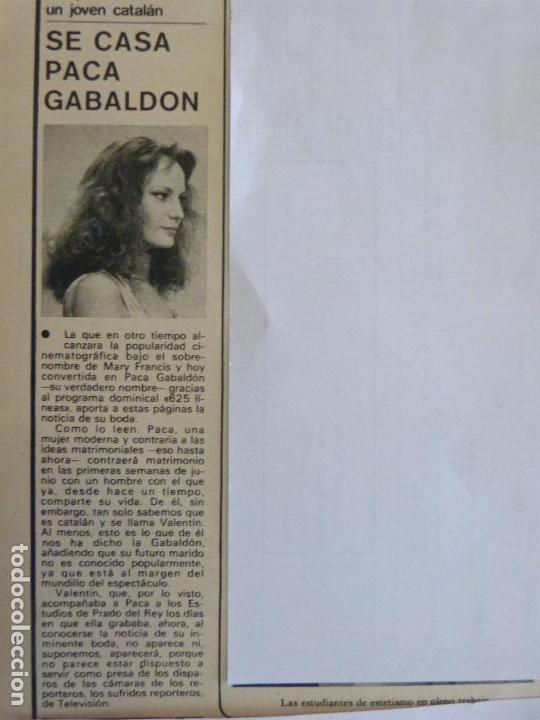 un joven catalán
SE CASA
PACA
GABALDON
● La que en otro tiempo al-
canzara la popularidad ci-
nematográfica bajo el sobre-
nombre de Mary Francis y hoy
convertida en Paca Gabaldón
—su verdadero nombre— gracias
al programa dominical «625 lí-
neas», aporta a estas páginas la
noticia de su boda.
Como lo leen. Paca, una
mujer moderna y contraria a las
ideas matrimoniales —eso hasta
ahora— contraerá matrimonio
en las primeras semanas de ju-
nio con un hombre con el que
ya, desde hace un tiempo,
comparte su vida. De él, sin
embargo, tan solo sabemos que
es catalán y se llama Valentín.
Al menos, esto es lo que de él
nos ha dicho la Gabaldón,
añadiendo que su futuro marido
no es conocido popularmente,
ya que está al margen del
mundillo del espectáculo.
Valentín, que, por lo visto,
acompañaba a Paca a los Es-
tudios de Prado del Rey los días
en que ella grababa, ahora, al
conocerse la noticia de su in-
minente boda, no aparece ni,
suponemos, aparecerá, porque
no parece estar dispuesto a
servir como presa de los dispa-
ros de las cámaras de los re-
porteros, los sufridos reporteros,
de Televisión.
Las estudiantes de estetismo en pleno trabajo
todocoleccion.net